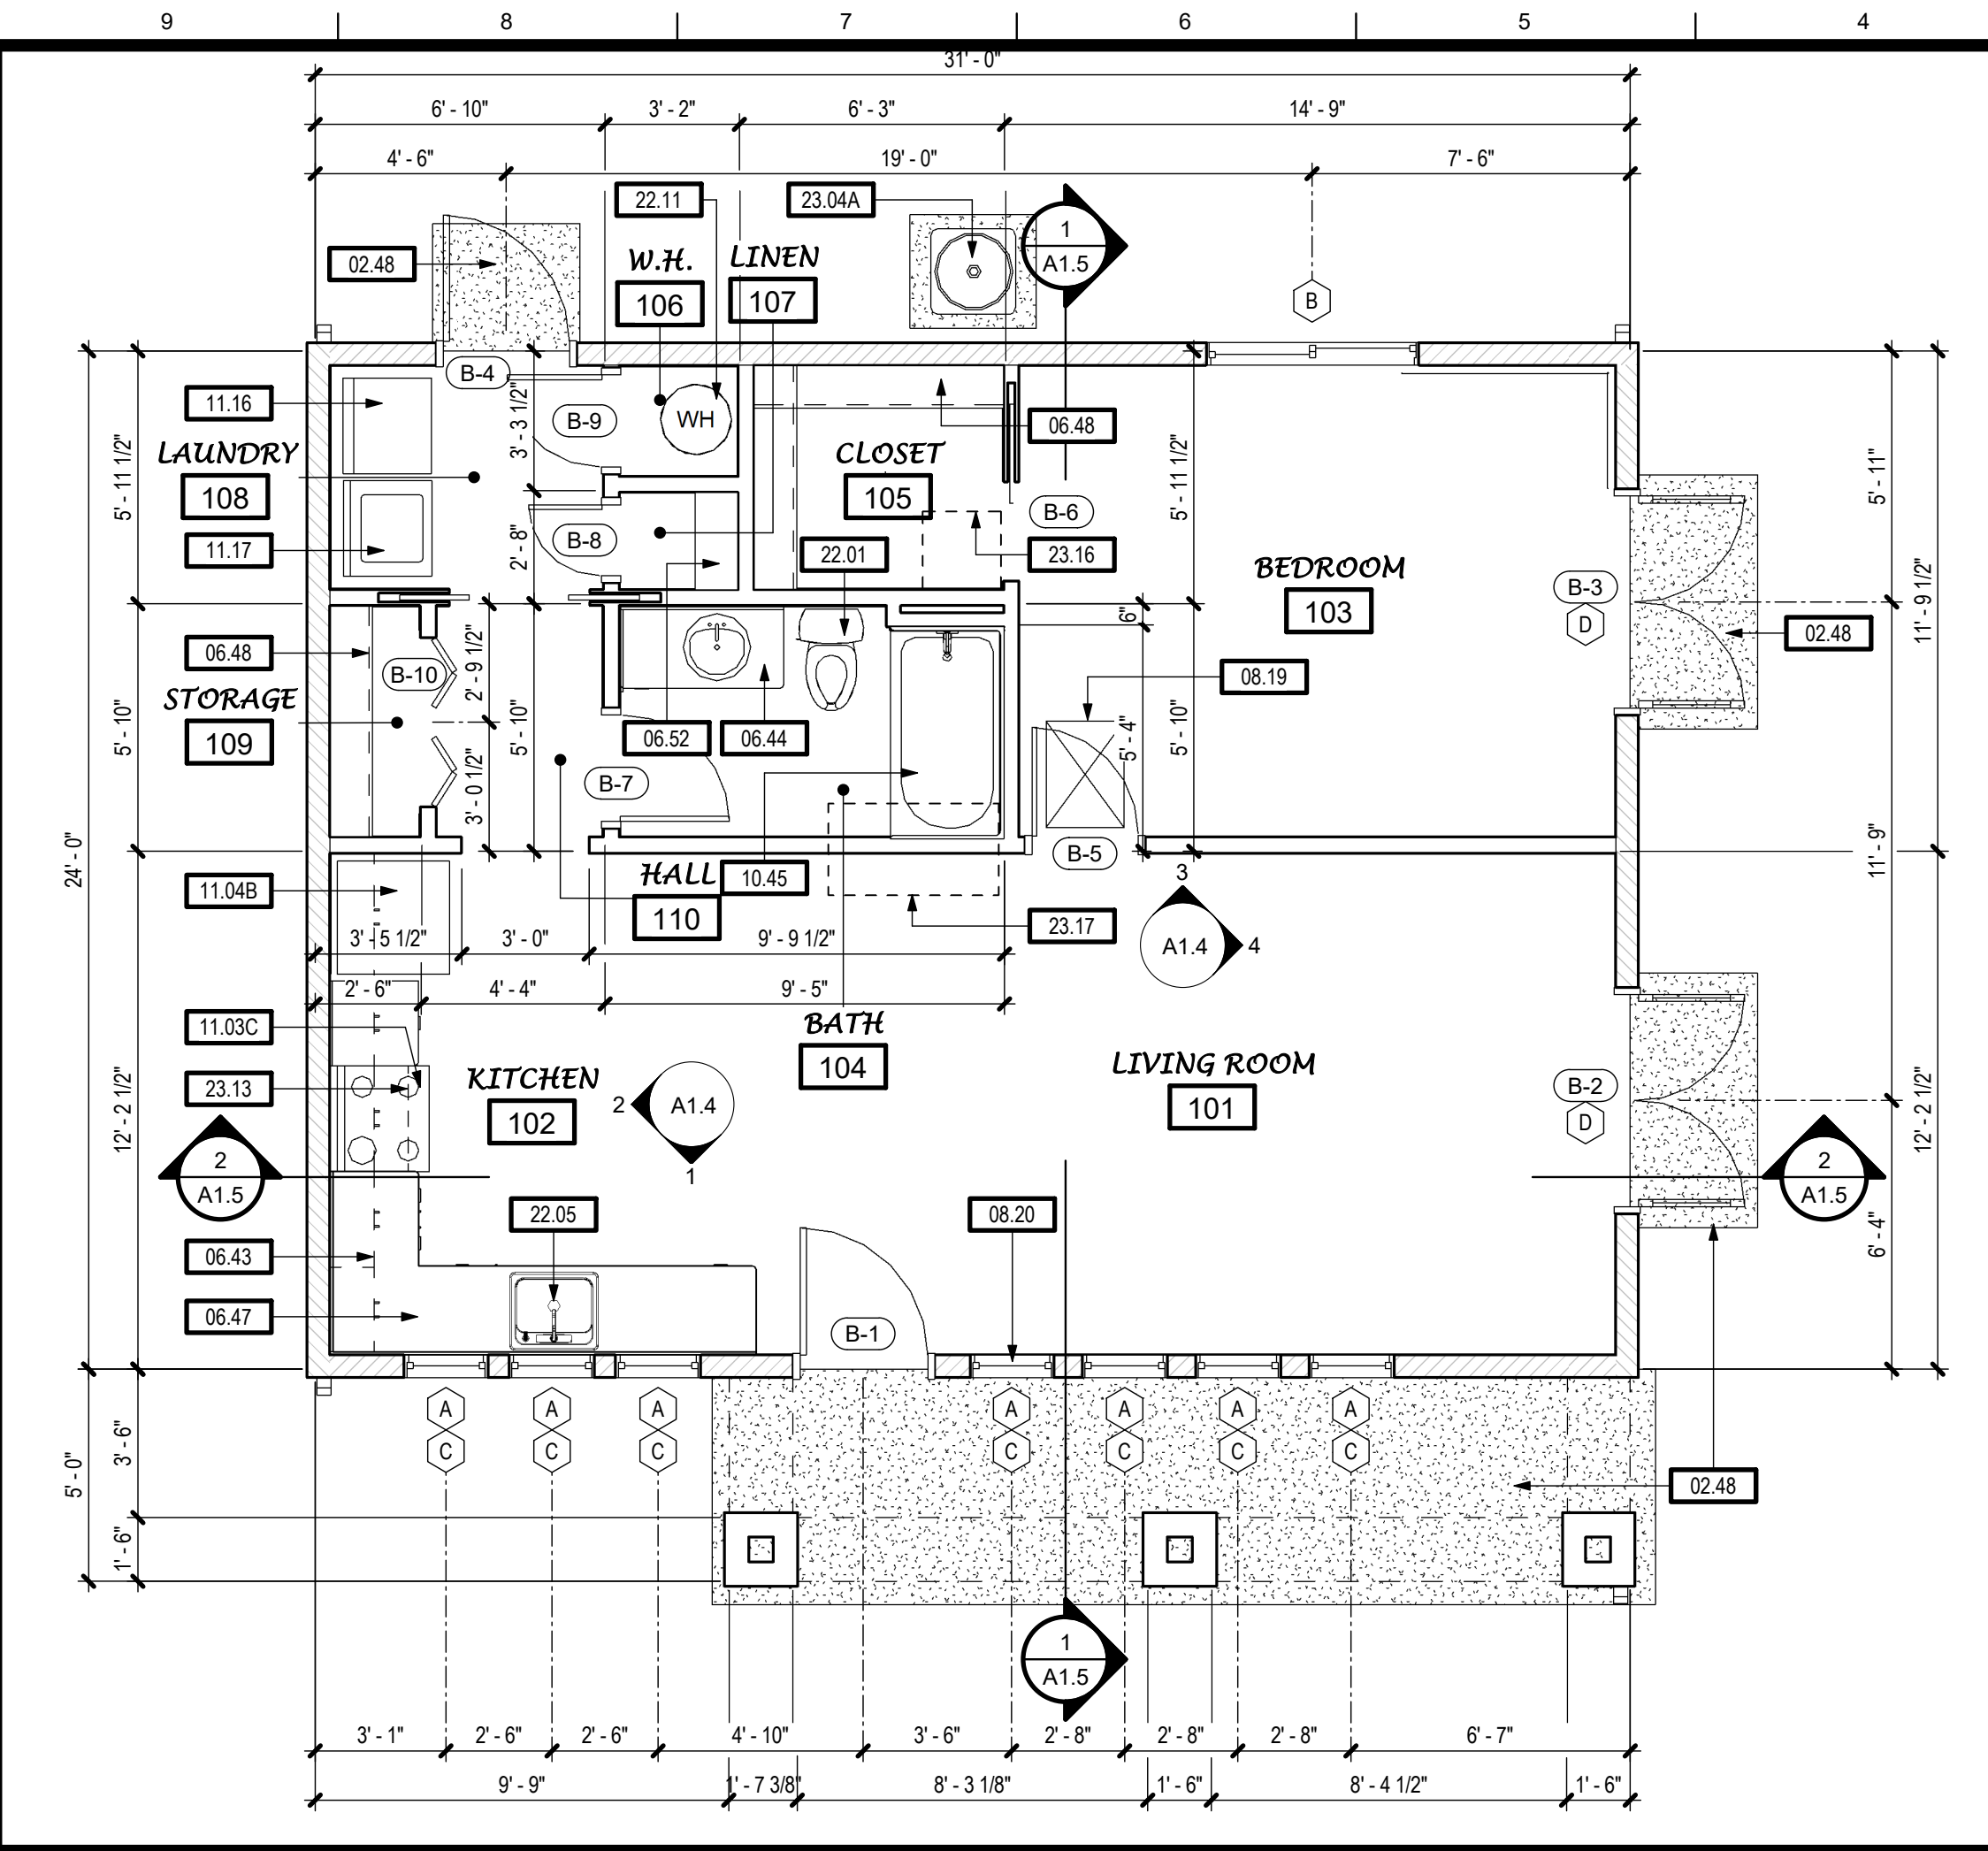 9 8 7 6 5 4
31' - 0"
6' - 10" 3' - 2" 6' - 3" 14' - 9"
4' - 6" 19' - 0" 7' - 6"
22.11 23.04A
1
A1.5
02.48
W.H.
106
LINEN
107
B
B-4
11.16
3' - 3 1/2"
B-9
WH
06.48
5' - 11 1/2"
LAUNDRY
108
CLOSET
105
5' - 11 1/2"
5' - 11"
B-6
11.17
2' - 8"
B-8
22.01
23.16
BEDROOM
103
B-3
D
11' - 9 1/2"
6"
06.48
B-10
2' - 9 1/2"
02.48
08.19
STORAGE
109
5' - 10"
5' - 10"
06.52 06.44
5' - 4"
5' - 10"
B-7
3' - 0 1/2"
24' - 0"
B-5
11' - 9"
HALL
110
10.45
11.04B
3
A1.4
4
23.17
3' - 5 1/2" 3' - 0" 9' - 9 1/2"
2' - 6" 4' - 4" 9' - 5"
11.03C
BATH
104
23.13
KITCHEN
102
2
A1.4
1
LIVING ROOM
101
B-2
D
12' - 2 1/2"
12' - 2 1/2"
2
A1.5
2
A1.5
22.05
08.20
6' - 4"
06.43
06.47
B-1
A A A A A A A
C C C C C C C
3' - 6"
5' - 0"
02.48
1' - 6"
1
A1.5
3' - 1" 2' - 6" 2' - 6" 4' - 10" 3' - 6" 2' - 8" 2' - 8" 2' - 8" 6' - 7"
9' - 9" 1' - 7 3/8" 8' - 3 1/8" 1' - 6" 8' - 4 1/2" 1' - 6"